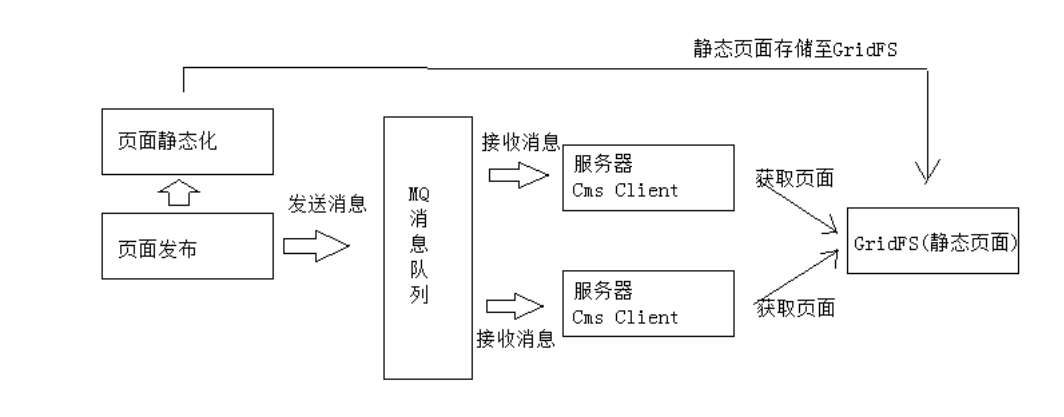 静态页面存储至GridFS
页面静态化
页面发布
发送消息
MQ
消
息
队
列
接收消息
服务器
Cms Client
获取页面
接收消息
服务器
Cms Client
获取页面
GridFS(静态页面)